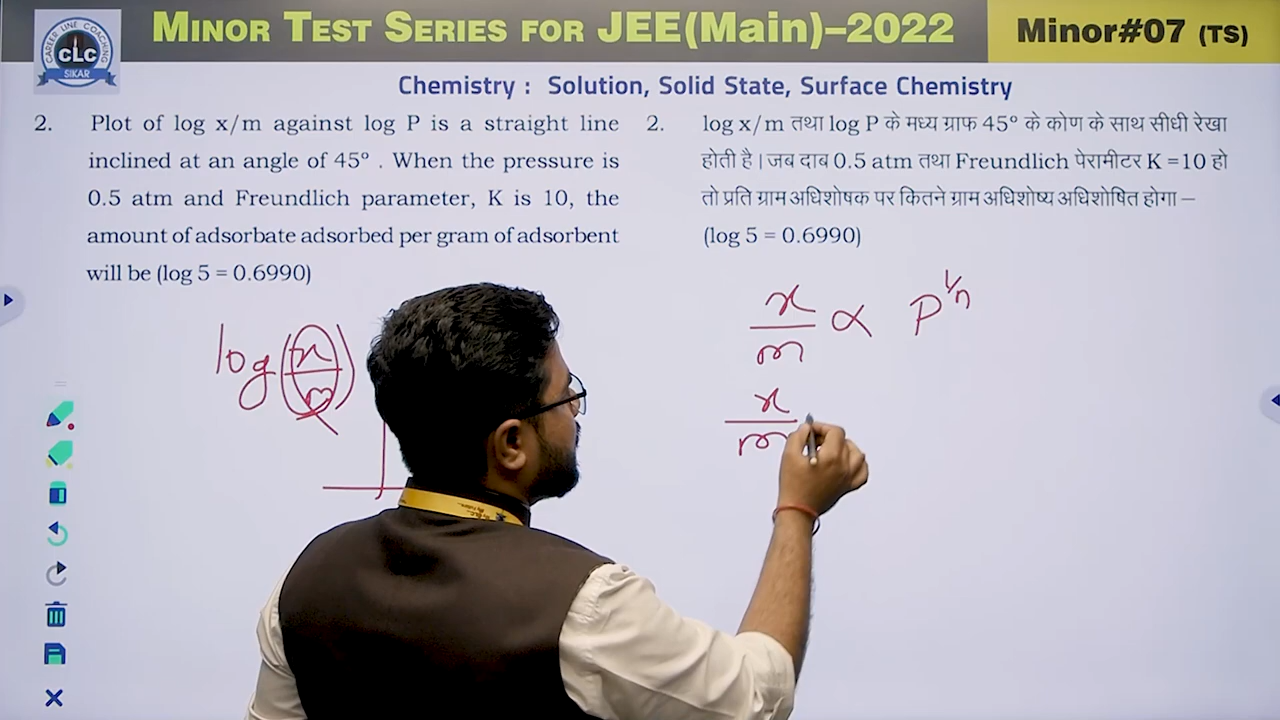 CAREER LINE COACHING
CLC
SIKAR
MINOR TEST SERIES FOR JEE(MAIN)–2022
Minor#07 (TS)
Chemistry : Solution, Solid State, Surface Chemistry
2. Plot of log x/m against log P is a straight line
inclined at an angle of 45° . When the pressure is
0.5 atm and Freundlich parameter, K is 10, the
amount of adsorbate adsorbed per gram of adsorbent
will be (log 5 = 0.6990)
2. log x/m तथा log P के मध्य ग्राफ 45° के कोण के साथ सीधी रेखा
होती है | जब दाब 0.5 atm तथा Freundlich पेरामीटर K =10 हो
तो प्रति ग्राम अधिशोषक पर कितने ग्राम अधिशोष्य अधिशोषित होगा –
(log 5 = 0.6990)
log(x/m)
x/m ∝ P^1/n
x/m